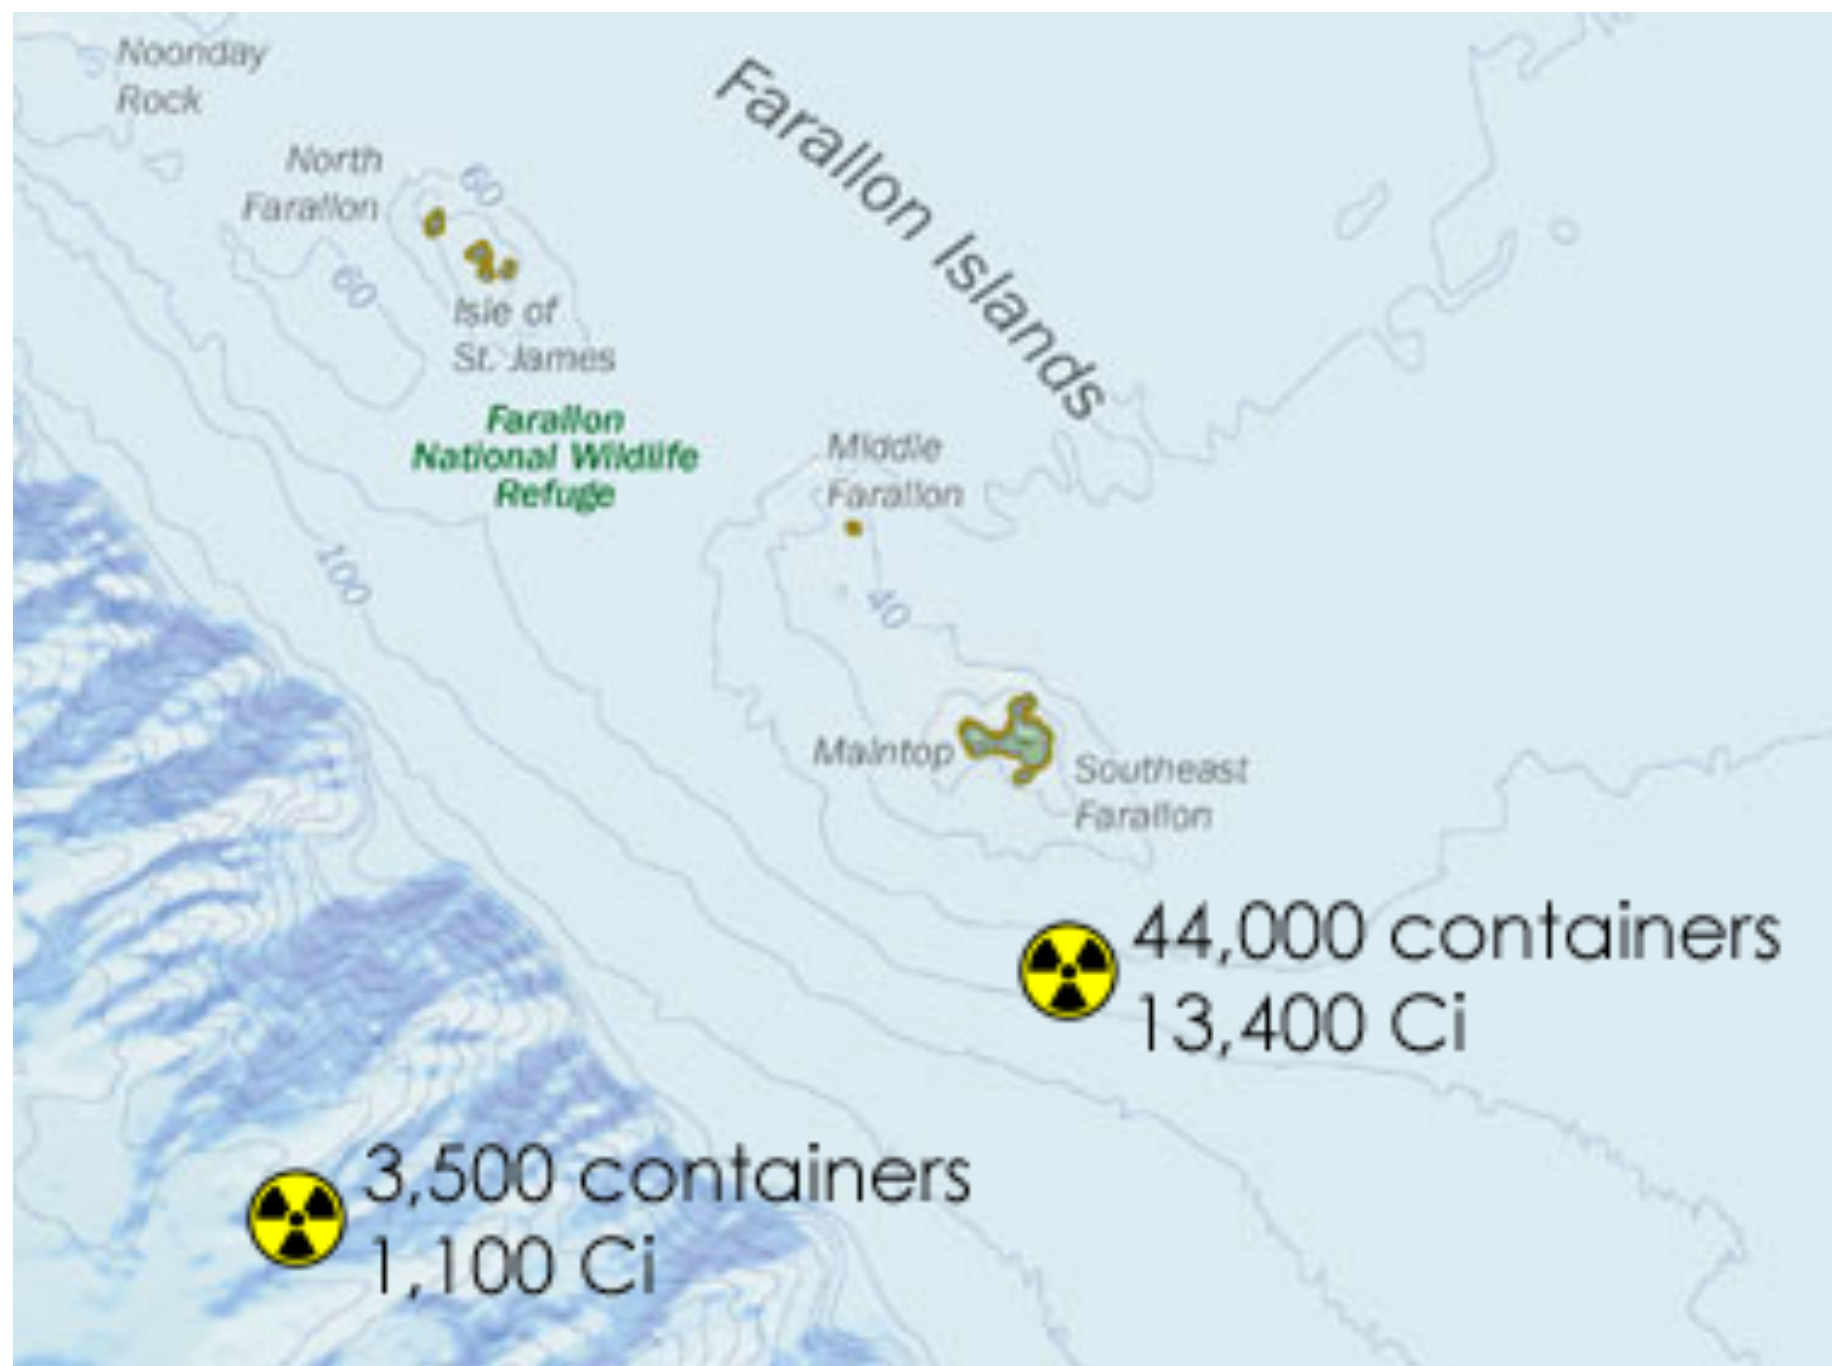 Noonday
Rock
North
Farallon
60
60
Isle of
St. James
Farallon Islands
Farallon
National Wildlife
Refuge
Middle
Farallon
100
40
Maintop
Southeast
Farallon
44,000 containers
13,400 Ci
3,500 containers
1,100 Ci